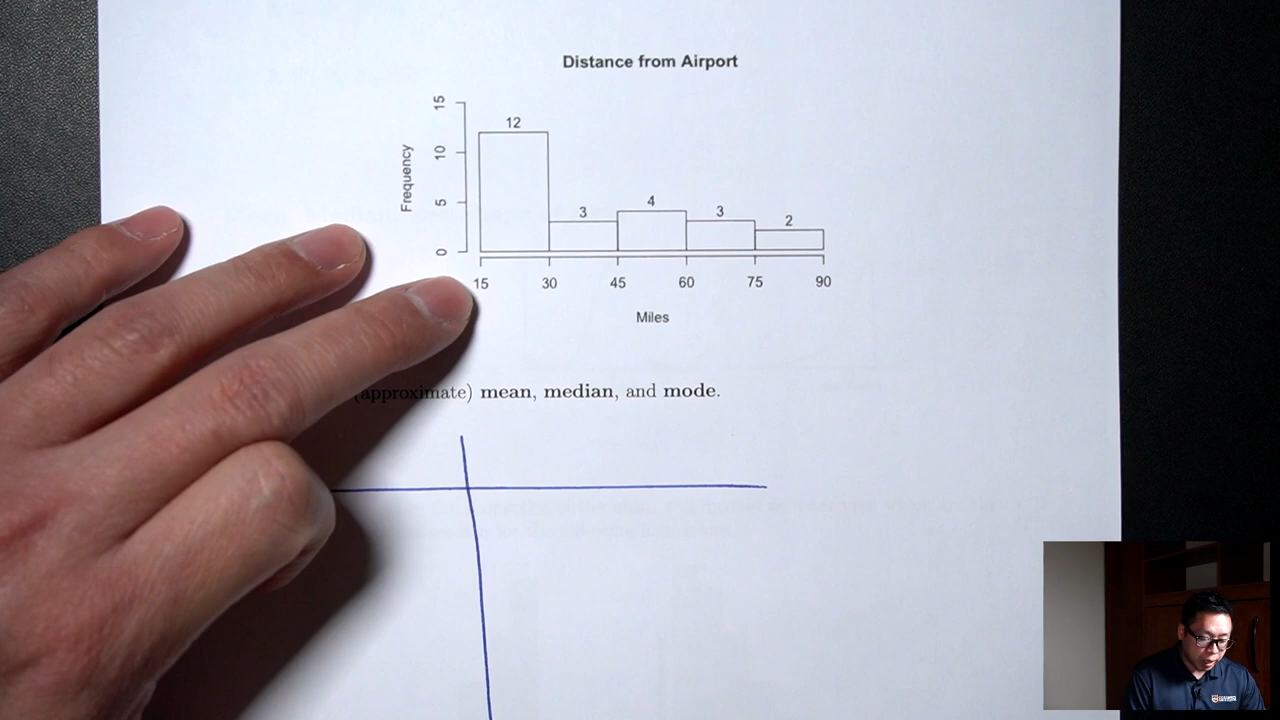 Distance from Airport
Frequency
15
10
5
0
12
3
4
3
2
15 30 45 60 75 90
Miles
(approximate) mean, median, and mode.